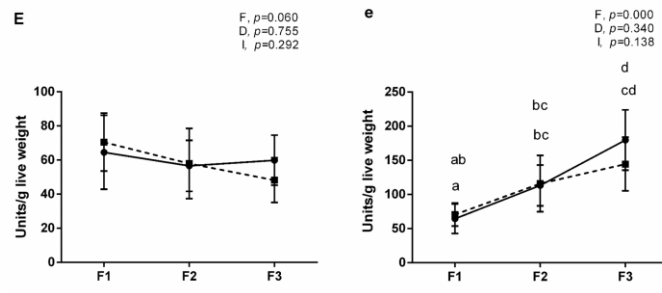 E
F, p=0.060
D, p=0.755
I, p=0.292
Units/g live weight
100
80
60
40
20
0
F1 F2 F3
e
F, p=0.000
D, p=0.340
I, p=0.138
d
cd
bc
bc
ab
a
Units/g live weight
250
200
150
100
50
0
F1 F2 F3